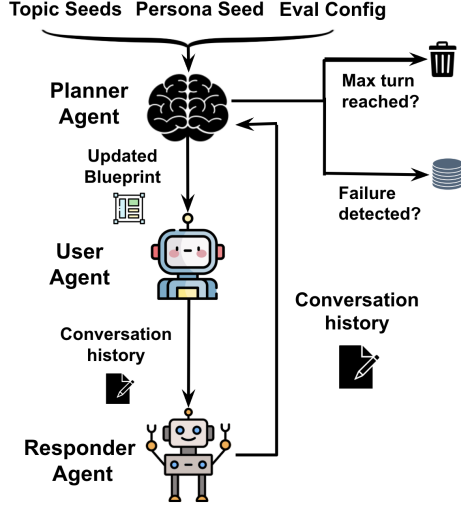 Topic Seeds Persona Seed Eval Config
Planner
Agent
Max turn
reached?
Updated
Blueprint
Failure
detected?
User
Agent
Conversation
history
Conversation
history
Responder
Agent